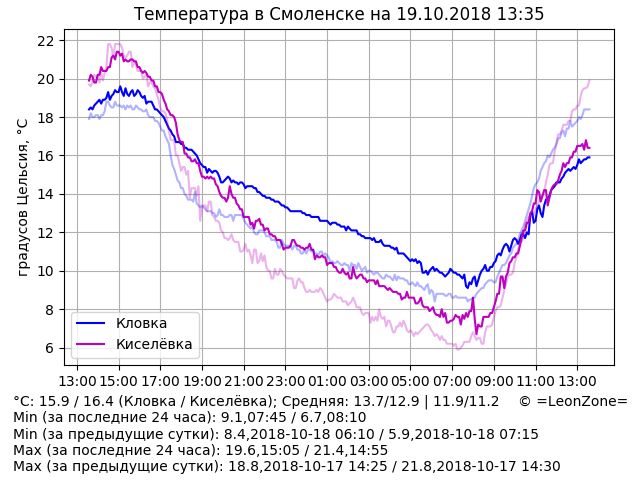 Температура в Смоленске на 19.10.2018 13:35
градусов Цельсия, °C
22
20
18
16
14
12
10
8
6
Кловка
Киселёвка
13:00 15:00 17:00 19:00 21:00 23:00 01:00 03:00 05:00 07:00 09:00 11:00 13:00
°C: 15.9 / 16.4 (Кловка / Киселёвка); Средняя: 13.7/12.9 | 11.9/11.2 © =LeonZone=
Min (за последние 24 часа): 9.1,07:45 / 6.7,08:10
Min (за предыдущие сутки): 8.4,2018-10-18 06:10 / 5.9,2018-10-18 07:15
Max (за последние 24 часа): 19.6,15:05 / 21.4,14:55
Max (за предыдущие сутки): 18.8,2018-10-17 14:25 / 21.8,2018-10-17 14:30